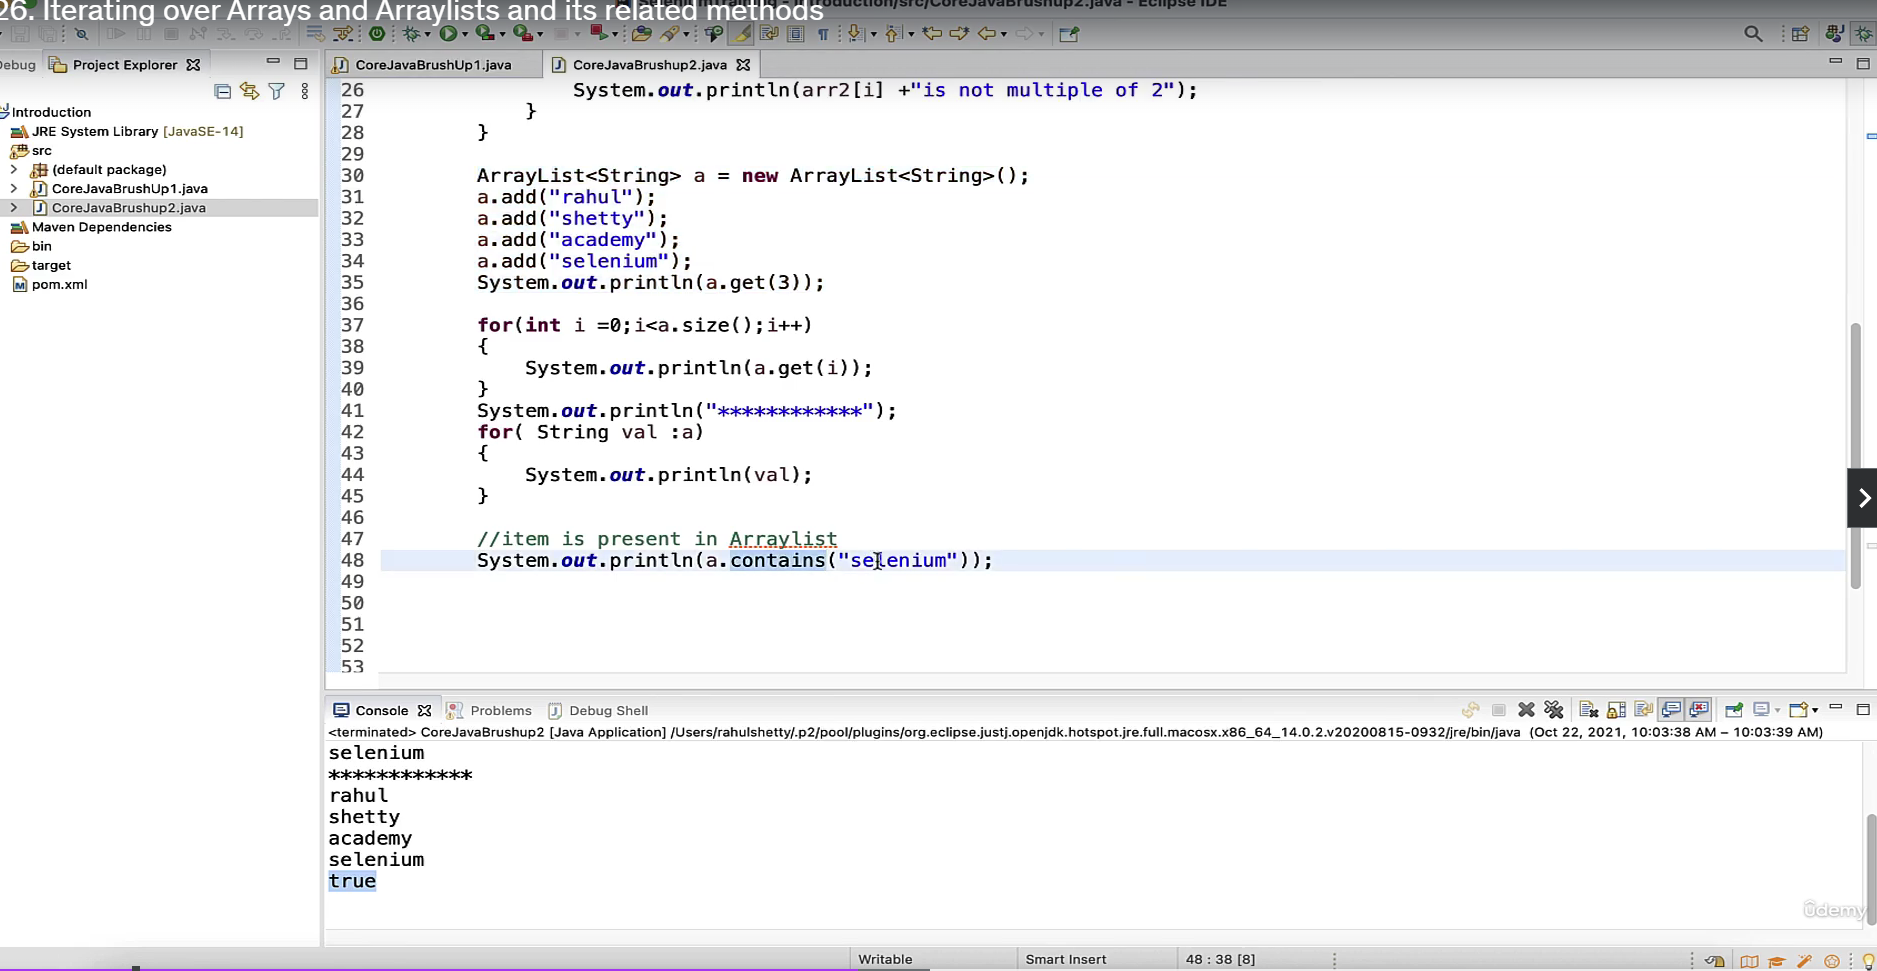 26. Iterating over Arrays and Arraylists and its related methods
Introduction/src/CoreJavaBrushup2.java - Eclipse IDE
Debug
Project Explorer
CoreJavaBrushUp1.java
CoreJavaBrushup2.java
Introduction
JRE System Library [JavaSE-14]
src
(default package)
CoreJavaBrushUp1.java
CoreJavaBrushup2.java
Maven Dependencies
bin
target
pom.xml
26 System.out.println(arr2[i] +"is not multiple of 2");
27 }
28 }
29
30 ArrayList<String> a = new ArrayList<String>();
31 a.add("rahul");
32 a.add("shetty");
33 a.add("academy");
34 a.add("selenium");
35 System.out.println(a.get(3));
36
37 for(int i =0;i<a.size();i++)
38 {
39 System.out.println(a.get(i));
40 }
41 System.out.println("************");
42 for( String val :a)
43 {
44 System.out.println(val);
45 }
46
47 //item is present in Arraylist
48 System.out.println(a.contains("selenium"));
49
50
51
52
53
Console
Problems
Debug Shell
<terminated> CoreJavaBrushup2 [Java Application] /Users/rahulshetty/.p2/pool/plugins/org.eclipse.justj.openjdk.hotspot.jre.full.macosx.x86_64_14.0.2.v20200815-0932/jre/bin/java (Oct 22, 2021, 10:03:38 AM – 10:03:39 AM)
selenium
************
rahul
shetty
academy
selenium
true
ûdemy
Writable
Smart Insert
48 : 38 [8]